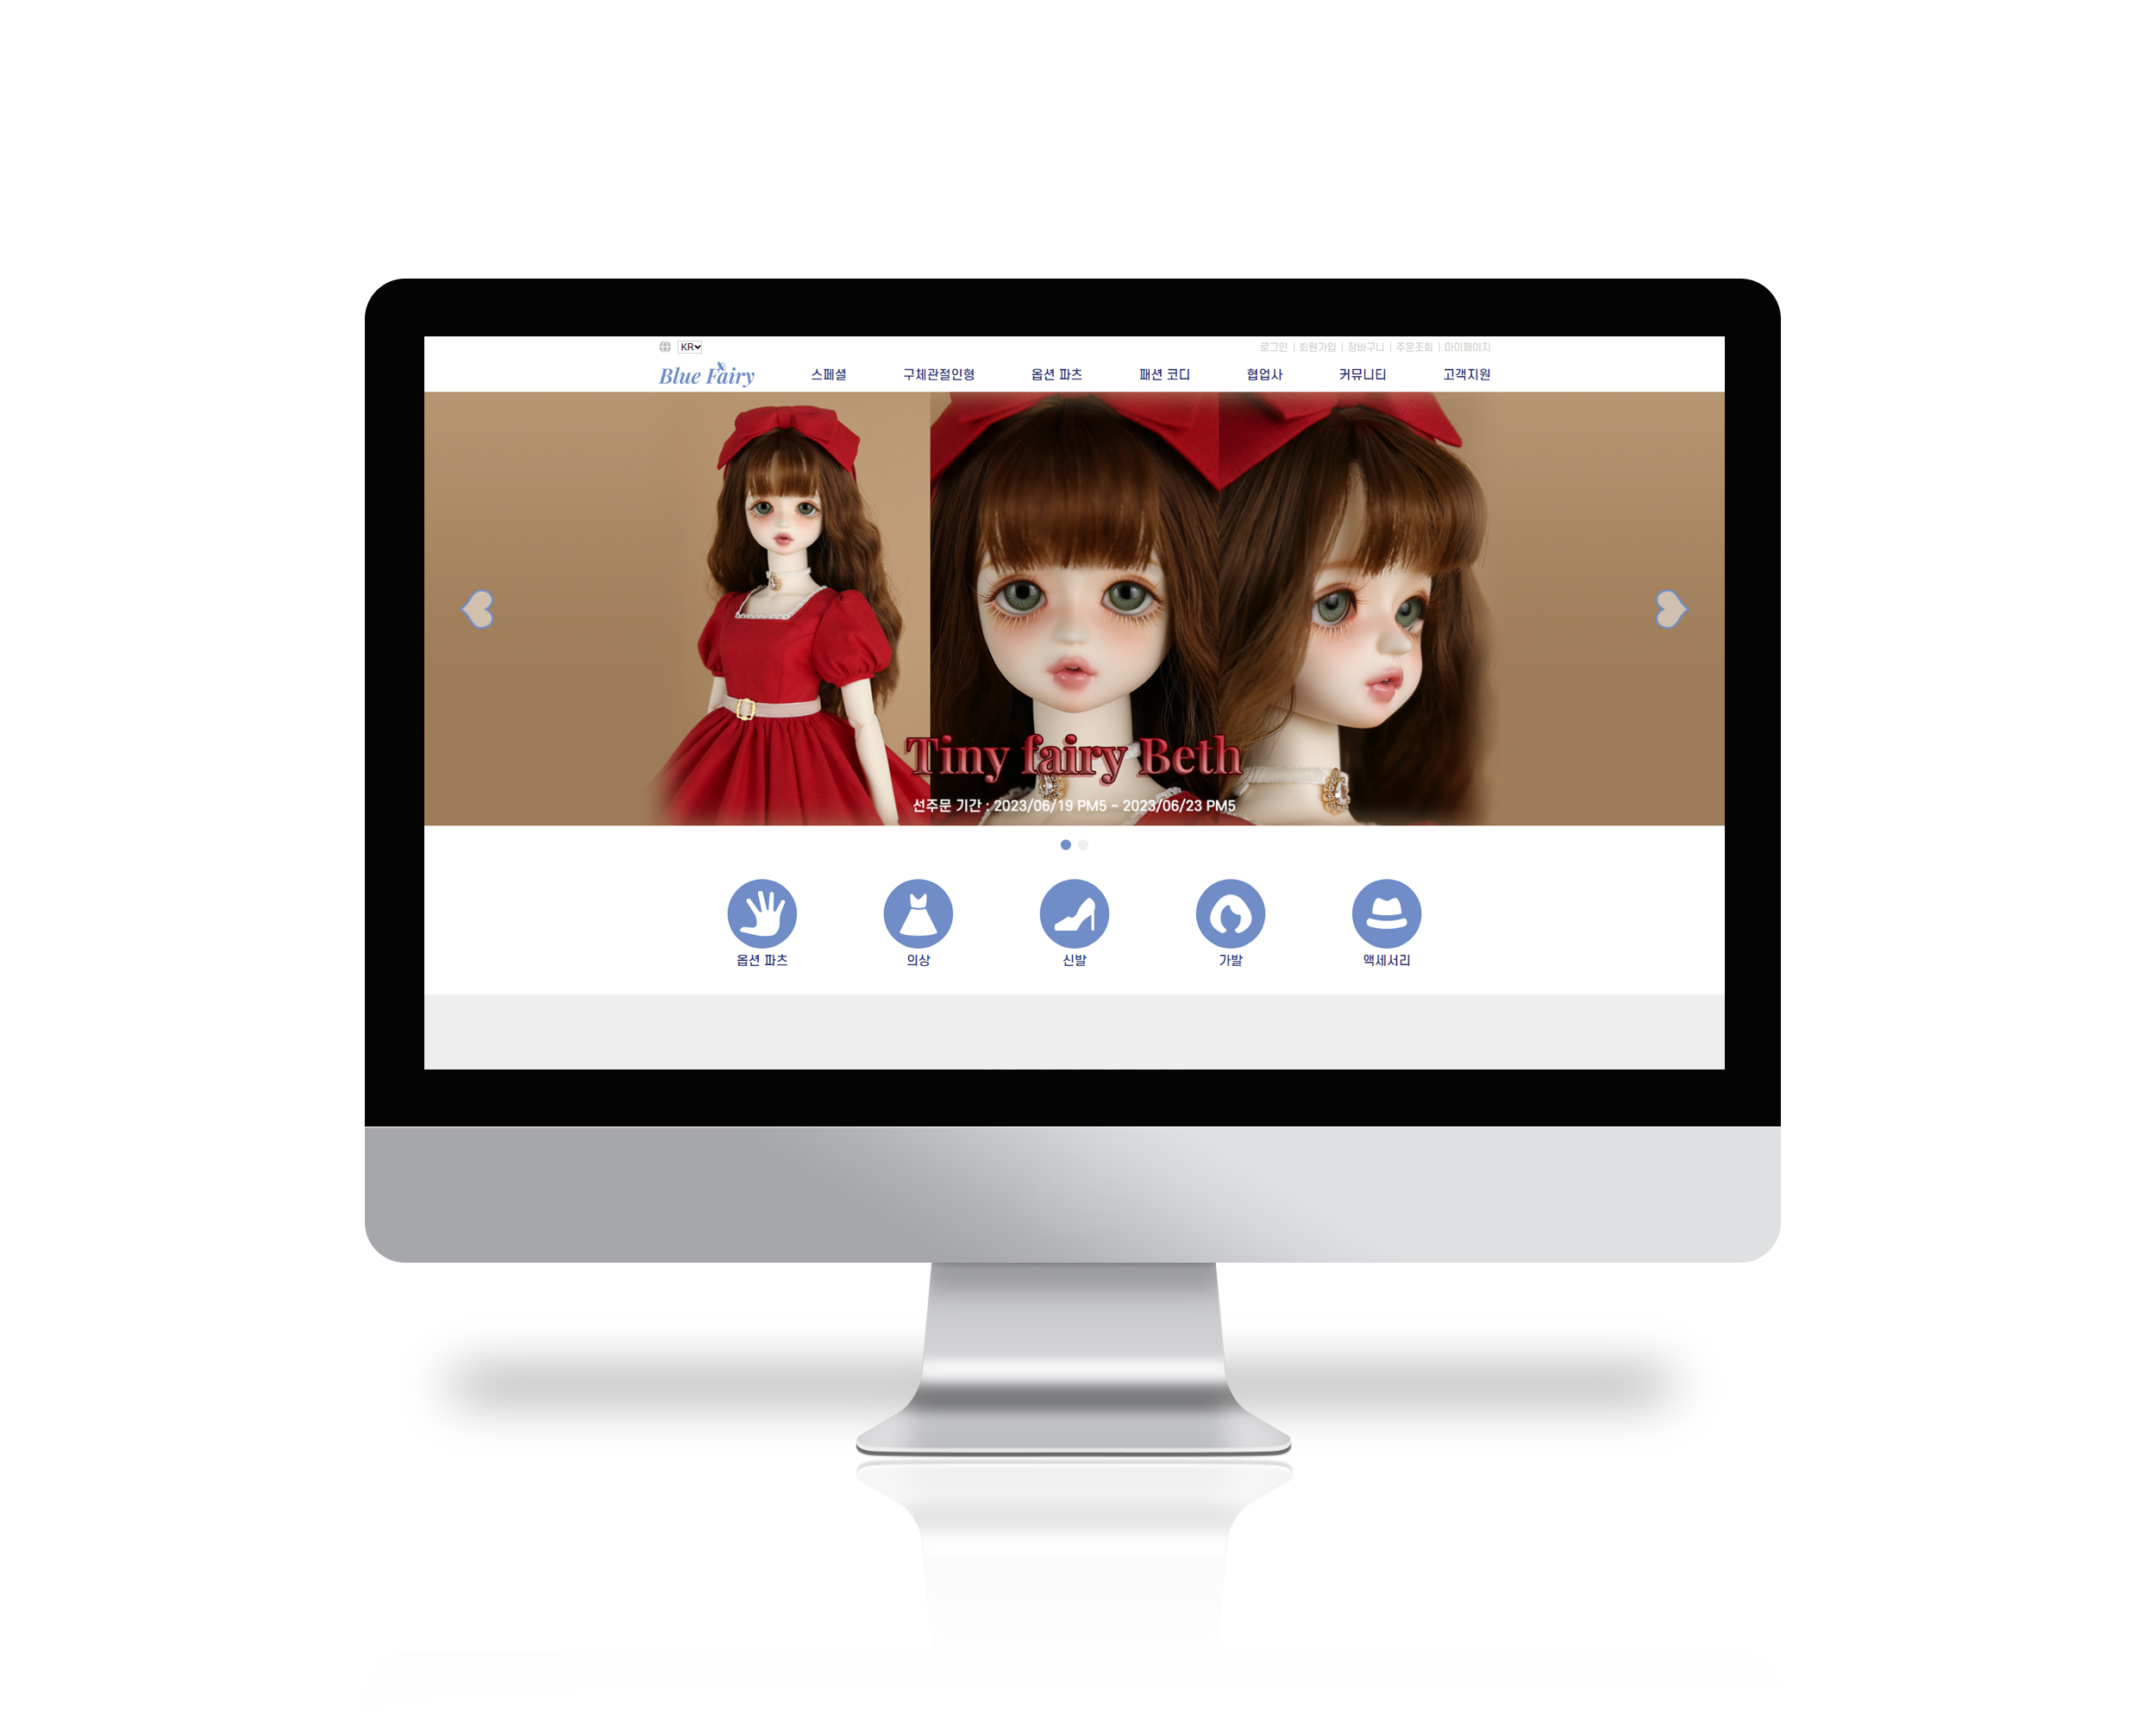 KR
로그인 | 회원가입 | 장바구니 | 주문조회 | 마이페이지
Blue Fairy 스페셜 구체관절인형 옵션 파츠 패션 코디 협업사 커뮤니티 고객지원
Tiny fairy Beth
선주문 기간 : 2023/06/19 PM5 ~ 2023/06/23 PM5
옵션 파츠 의상 신발 가발 액세서리